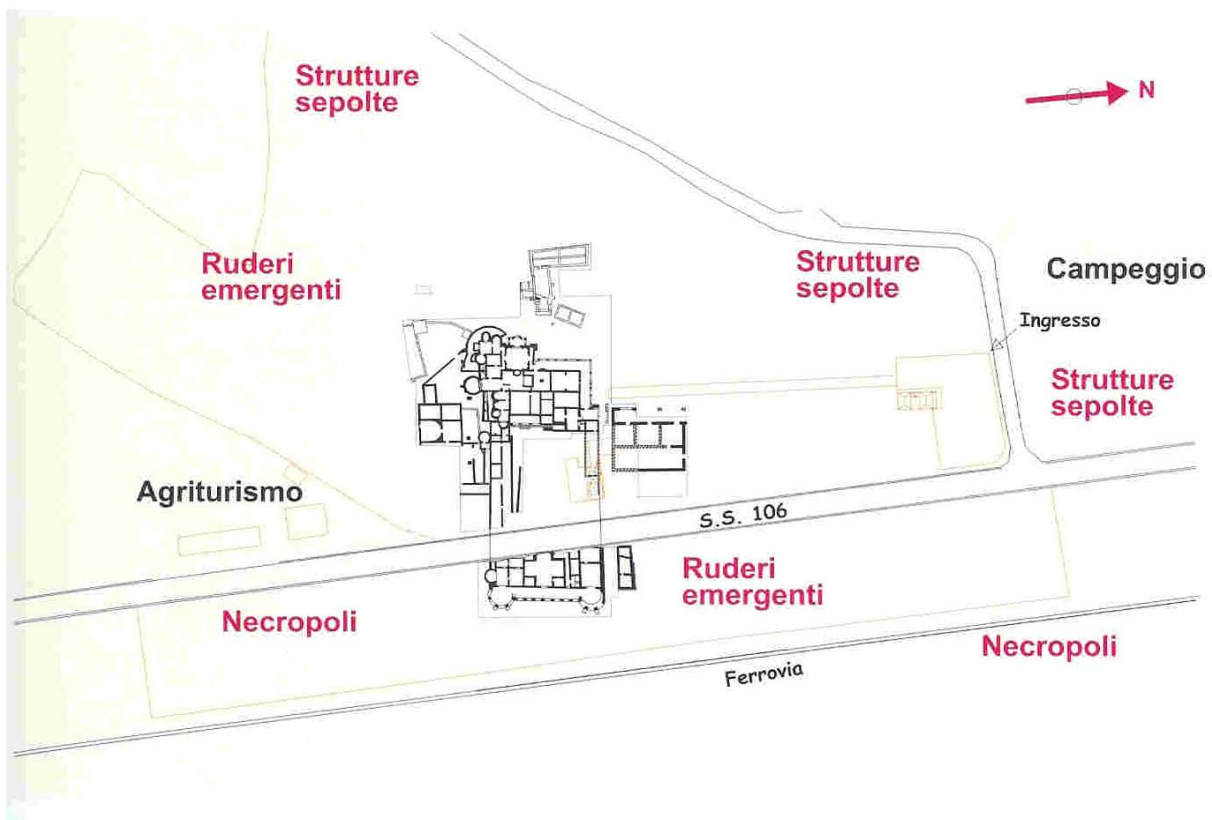 Strutture
sepolte
N
Ruderi
emergenti
Strutture
sepolte
Campeggio
Ingresso
Strutture
sepolte
Agriturismo
S.S. 106
Ruderi
emergenti
Necropoli
Necropoli
Ferrovia